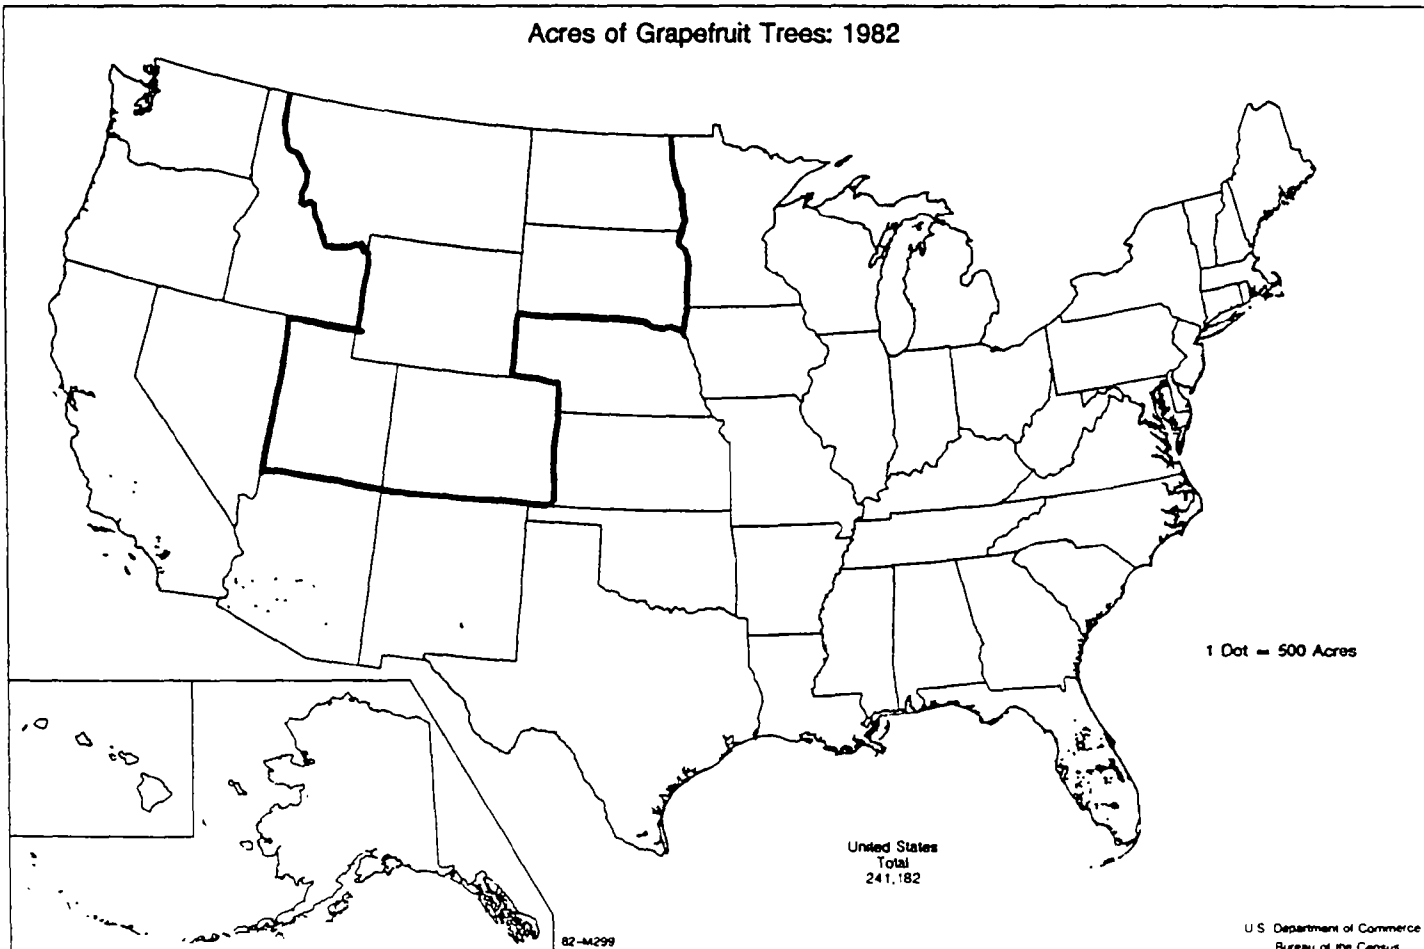 Acres of Grapefruit Trees: 1982
1 Dot = 500 Acres
United States
Total
241,182
82-M299
U.S. Department of Commerce
Bureau of the Census